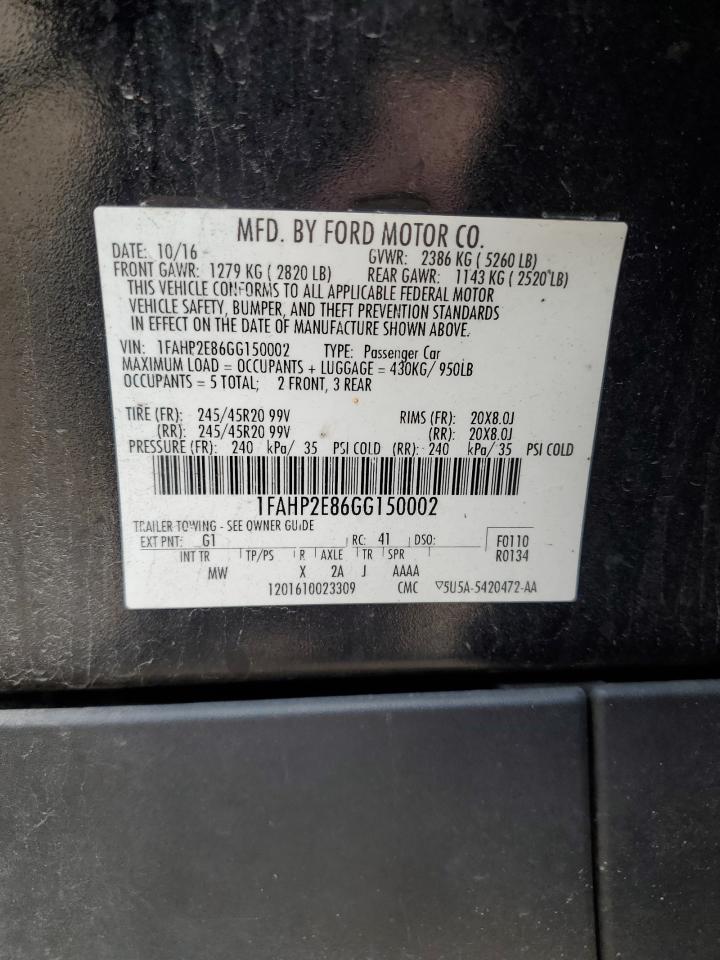 MFD. BY FORD MOTOR CO.
DATE: 10/16 GVWR: 2386 KG ( 5260 LB)
FRONT GAWR: 1279 KG ( 2820 LB) REAR GAWR: 1143 KG ( 2520 LB)
THIS VEHICLE CONFORMS TO ALL APPLICABLE FEDERAL MOTOR
VEHICLE SAFETY, BUMPER, AND THEFT PREVENTION STANDARDS
IN EFFECT ON THE DATE OF MANUFACTURE SHOWN ABOVE.
VIN: 1FAHP2E86GG150002 TYPE: Passenger Car
MAXIMUM LOAD = OCCUPANTS + LUGGAGE = 430KG/ 950LB
OCCUPANTS = 5 TOTAL; 2 FRONT, 3 REAR
TIRE (FR): 245/45R20 99V RIMS (FR): 20X8.0J
(RR): 245/45R20 99V (RR): 20X8.0J
PRESSURE (FR): 240 kPa/ 35 PSI COLD (RR): 240 kPa/ 35 PSI COLD
1FAHP2E86GG150002
TRAILER TOWING - SEE OWNER GUIDE
EXT PNT: G1 RC: 41 DSO: F0110
INT TR TP/PS R AXLE TR SPR R0134
MW X 2A J AAAA
1201610023309 CMC ▽5U5A-5420472-AA